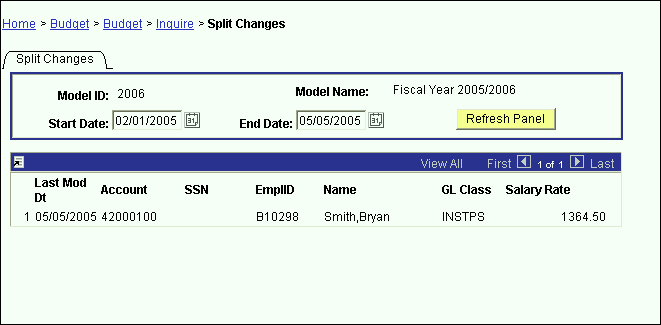 Home > Budget > Budget > Inquire > Split Changes
Split Changes
Model ID: 2006 Model Name: Fiscal Year 2005/2006
Start Date: 02/01/2005 31 End Date: 05/05/2005 31 Refresh Panel
View All First 1 of 1 Last
Last Mod Dt Account SSN EmplID Name GL Class Salary Rate
1 05/05/2005 42000100 B10298 Smith,Bryan INSTPS 1364.50